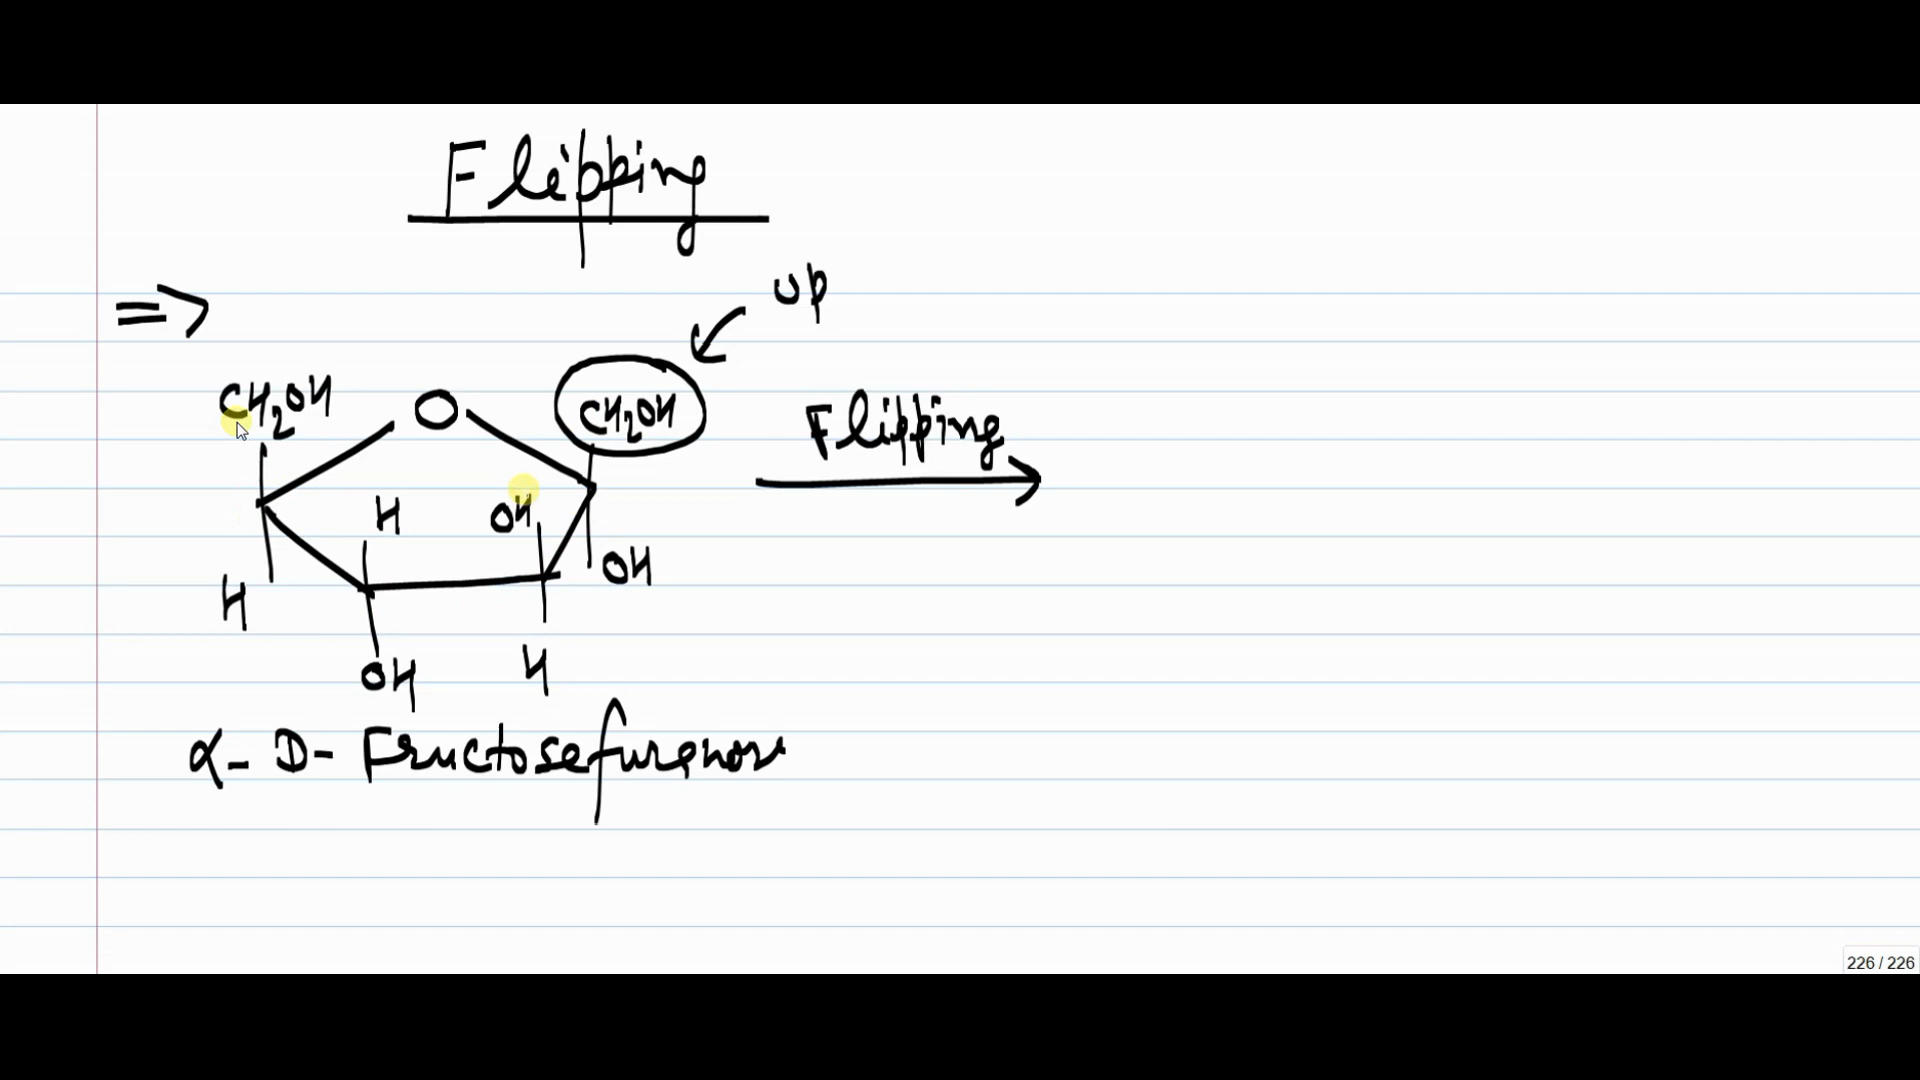 Flipping
=>
up
CH₂OH O CH₂OH
Flipping
H OH
OH
H
OH H
α- D- Fructosefuranose
226 / 226